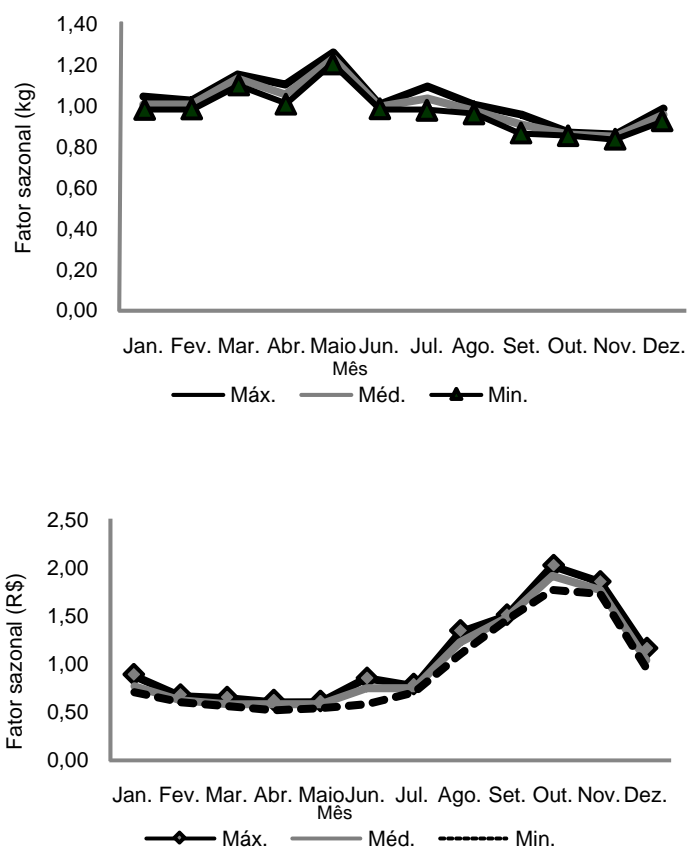 1,40
1,20
1,00
0,80
0,60
0,40
0,20
0,00
Fator sazonal (kg)
Jan. Fev. Mar. Abr. Maio Jun. Jul. Ago. Set. Out. Nov. Dez.
Mês
Máx. Méd. Min.
2,50
2,00
1,50
1,00
0,50
0,00
Fator sazonal (R$)
Jan. Fev. Mar. Abr. Maio Jun. Jul. Ago. Set. Out. Nov. Dez.
Mês
Máx. Méd. Min.